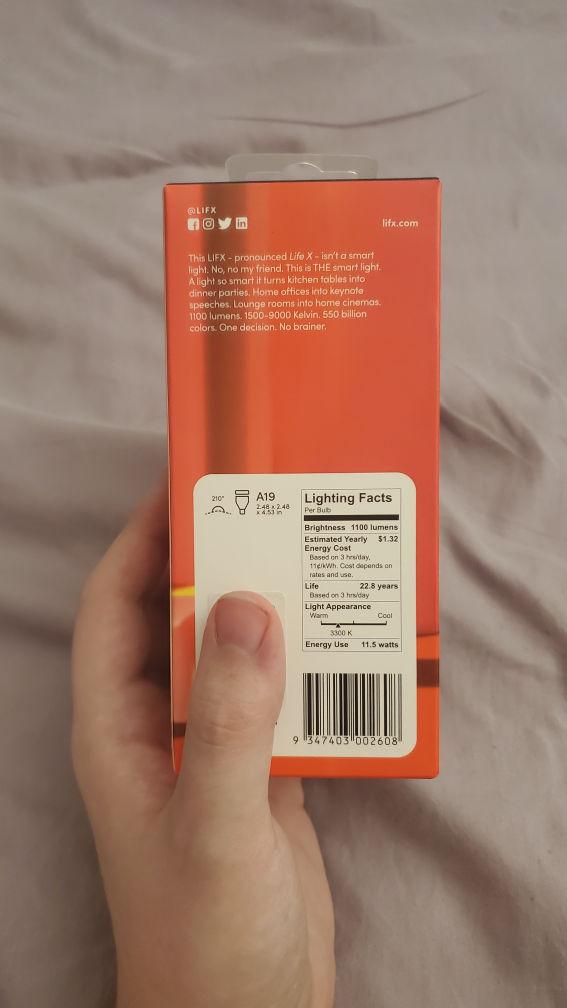 @LIFX
lifx.com
This LIFX - pronounced Life X - isn't a smart
light. No, no my friend. This is THE smart light.
A light so smart it turns kitchen tables into
dinner parties. Home offices into keynote
speeches. Lounge rooms into home cinemas.
1100 lumens. 1500-9000 Kelvin. 550 billion
colors. One decision. No brainer.
210°
A19
2.48 x 2.48
x 4.53 in
Lighting Facts
Per Bulb
Brightness 1100 lumens
Estimated Yearly $1.32
Energy Cost
Based on 3 hrs/day,
11¢/kWh. Cost depends on
rates and use.
Life 22.8 years
Based on 3 hrs/day
Light Appearance
Warm Cool
3300 K
Energy Use 11.5 watts
9 347403 002608